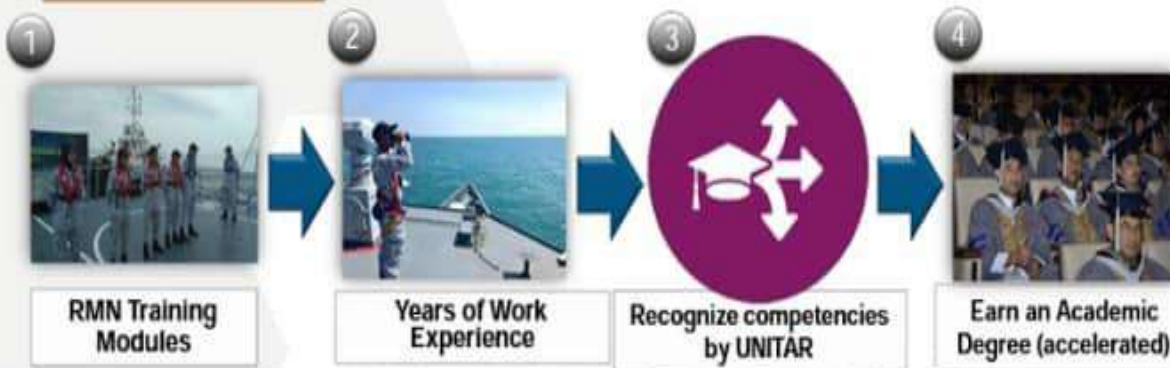 1
2
3
4
RMN Training
Modules
Years of Work
Experience
Recognize competencies
by UNITAR
Earn an Academic
Degree (accelerated)